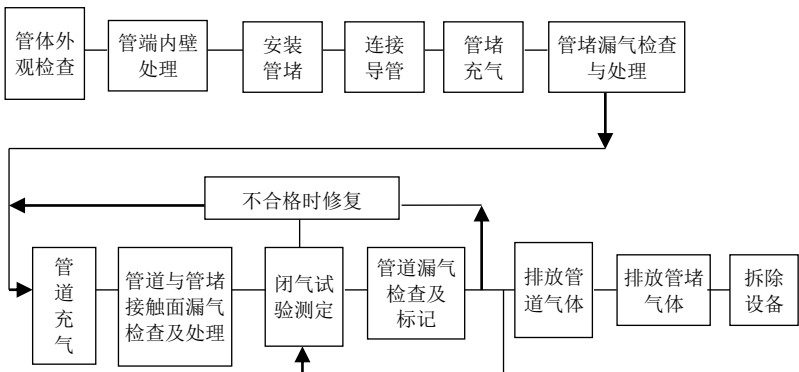 管体外
观检查
管端内壁
处理
安装
管堵
连接
导管
管堵
充气
管堵漏气检查
与处理
不合格时修复
管
道
充
气
管道与管堵
接触面漏气
检查及处理
闭气试
验测定
管道漏气
检查及
标记
排放管
道气体
排放管堵
气体
拆除
设备